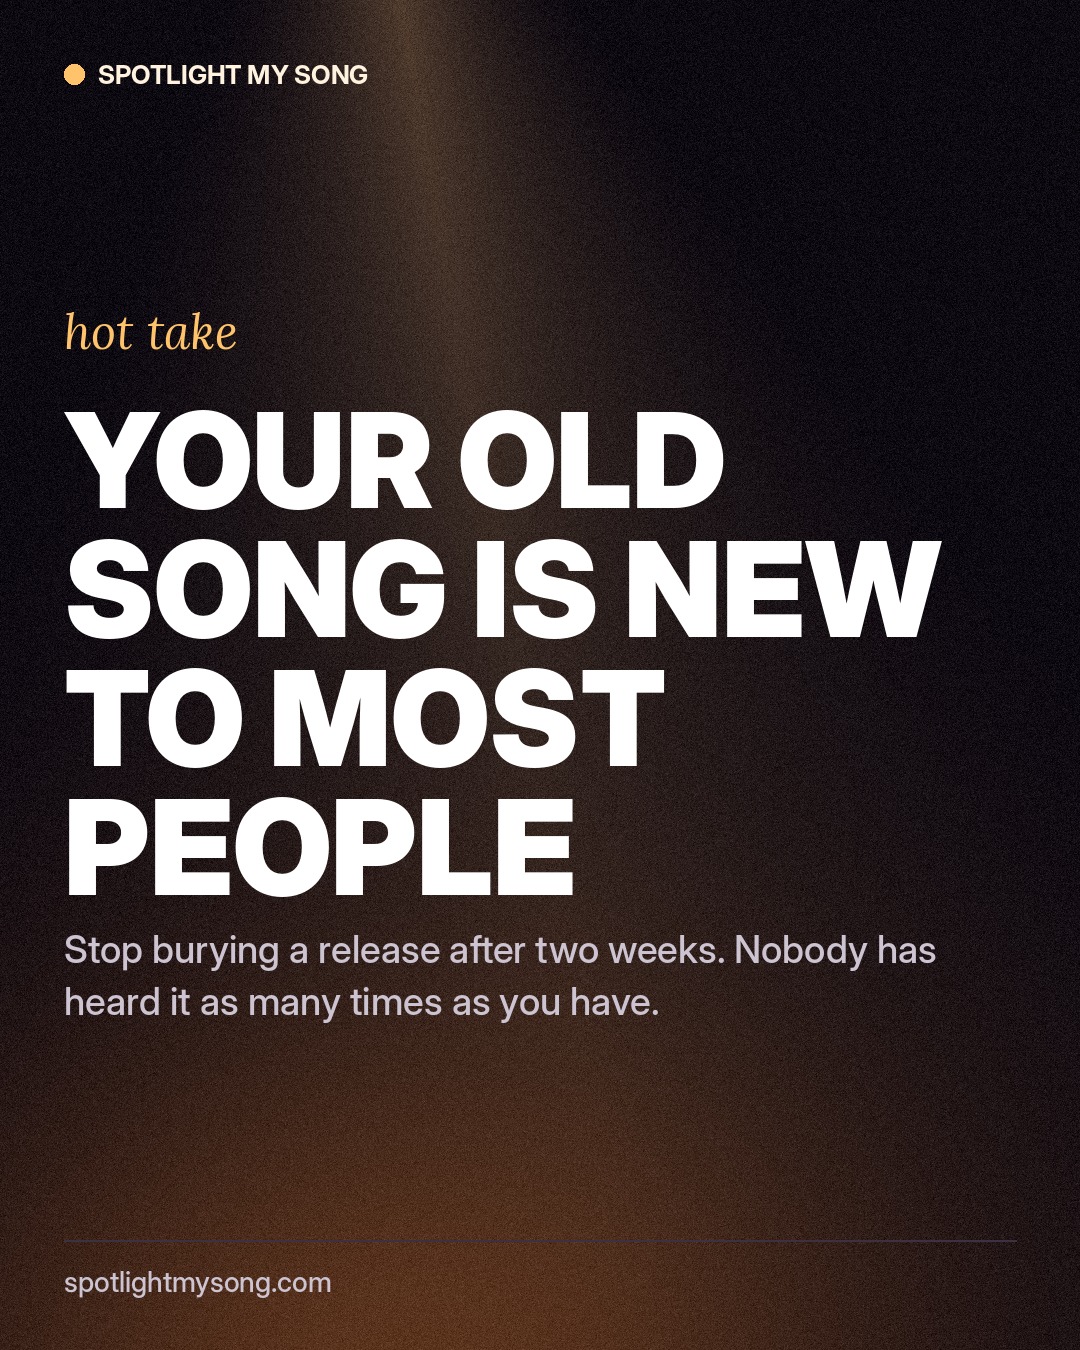 SPOTLIGHT MY SONG
hot take
YOUR OLD
SONG IS NEW
TO MOST
PEOPLE
Stop burying a release after two weeks. Nobody has
heard it as many times as you have.
spotlightmysong.com